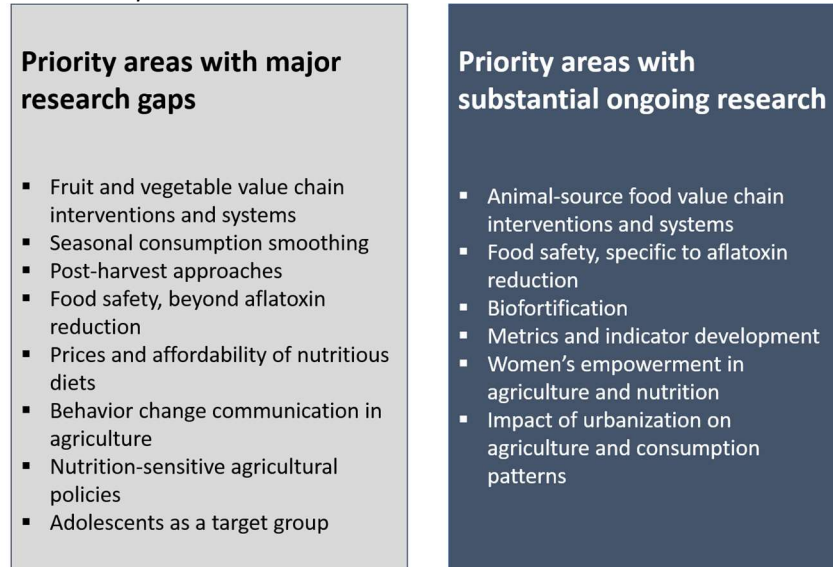 Priority areas with major
research gaps
▪ Fruit and vegetable value chain
interventions and systems
▪ Seasonal consumption smoothing
▪ Post-harvest approaches
▪ Food safety, beyond aflatoxin
reduction
▪ Prices and affordability of nutritious
diets
▪ Behavior change communication in
agriculture
▪ Nutrition-sensitive agricultural
policies
▪ Adolescents as a target group
Priority areas with
substantial ongoing research
▪ Animal-source food value chain
interventions and systems
▪ Food safety, specific to aflatoxin
reduction
▪ Biofortification
▪ Metrics and indicator development
▪ Women’s empowerment in
agriculture and nutrition
▪ Impact of urbanization on
agriculture and consumption
patterns